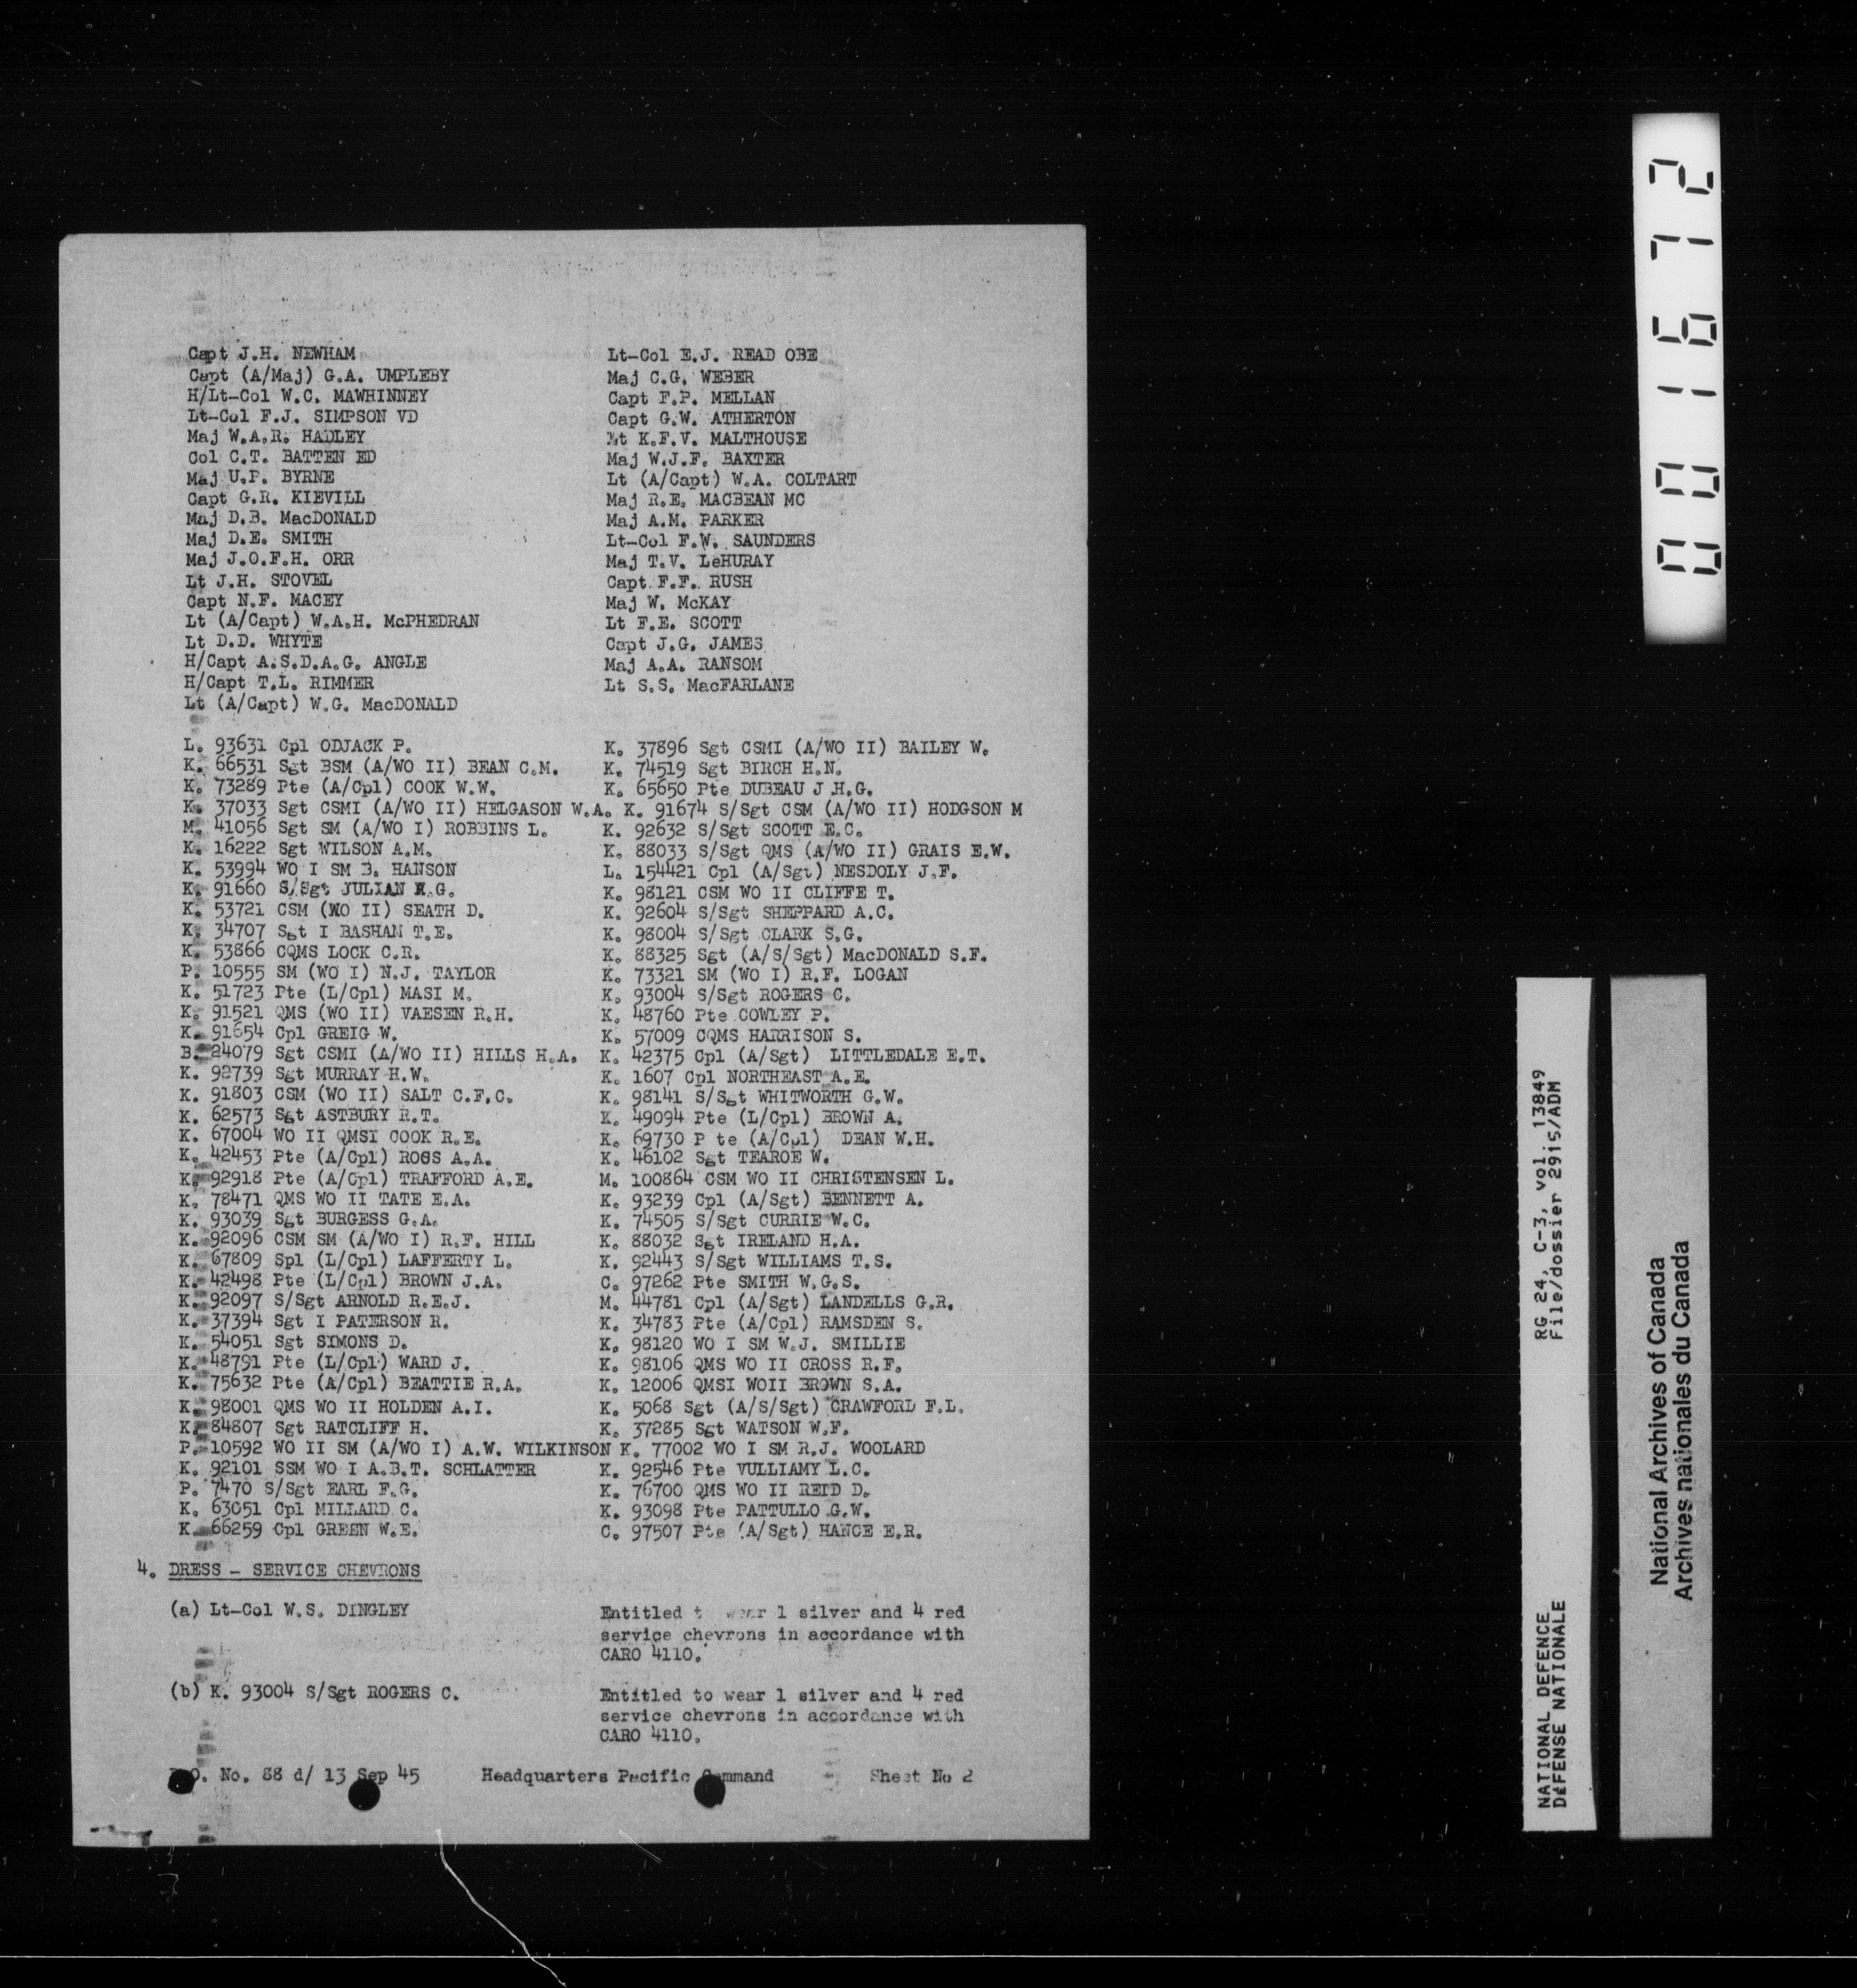 Capt J.H. NEWHAM Lt-Col E.J. READ OBE
Capt (A/Maj) G.A. UMPLEBY Maj C.G. WEBER
H/Lt-Col W.C. MAWHINNEY Capt F.P. MELLAN
Lt-Col F.J. SIMPSON VD Capt G.W. ATHERTON
Maj W.A.R. HADLEY Lt K.F.V. MALTHOUSE
Col C.T. BATTEN ED Maj W.J.F. BAXTER
Maj U.P. BYRNE Lt (A/Capt) W.A. COLTART
Capt G.R. KIEVILL Maj R.E. MACBEAN MC
Maj D.B. MacDONALD Maj A.M. PARKER
Maj D.E. SMITH Lt-Col F.W. SAUNDERS
Maj J.O.F.H. ORR Maj T.V. LeHURAY
Lt J.H. STOVEL Capt F.F. RUSH
Capt N.F. MACEY Maj W. McKAY
Lt (A/Capt) W.A.H. McPHEDRAN Lt F.E. SCOTT
Lt D.D. WHYTE Capt J.G. JAMES
H/Capt A.S.D.A.G. ANGLE Maj A.A. RANSOM
H/Capt T.L. RIMMER Lt S.S. MacFARLANE
Lt (A/Capt) W.G. MacDONALD
L. 93631 Cpl ODJACK P. K. 37896 Sgt CSMI (A/WO II) BAILEY W.
K. 66531 Sgt BSM (A/WO II) BEAN C.M. K. 74519 Sgt BIRCH H.N.
K. 73289 Pte (A/Cpl) COOK W.W. K. 65650 Pte DUBEAU J.H.G.
K. 37033 Sgt CSMI (A/WO II) HELGASON W.A. K. 91674 S/Sgt CSM (A/WO II) HODGSON M
M. 41056 Sgt SM (A/WO I) ROBBINS L. K. 92632 S/Sgt SCOTT E.C.
K. 16222 Sgt WILSON A.M. K. 88033 S/Sgt QMS (A/WO II) GRAIS E.W.
K. 53994 WO I SM B. HANSON L. 154421 Cpl (A/Sgt) NESDOLY J.F.
K. 91660 S/Sgt JULIAN K.G. K. 98121 CSM WO II CLIFFE T.
K. 53721 CSM (WO II) SEATH D. K. 92604 S/Sgt SHEPPARD A.C.
K. 34707 Sgt I BASHAM T.E. K. 98004 S/Sgt CLARK S.G.
K. 53866 CQMS LOCK C.R. K. 88325 Sgt (A/S/Sgt) MacDONALD S.F.
P. 10555 SM (WO I) N.J. TAYLOR K. 73321 SM (WO I) R.F. LOGAN
K. 51723 Pte (L/Cpl) MASI M. K. 93004 S/Sgt ROGERS C.
K. 91521 QMS (WO II) VAESEN R.H. K. 48760 Pte COWLEY P.
K. 91654 Cpl GREIG W. K. 57009 CQMS HARRISON S.
B. 24079 Sgt CSMI (A/WO II) HILLS H.A. K. 42375 Cpl (A/Sgt) LITTLEDALE E.T.
K. 92739 Sgt MURRAY H.W. K. 1607 Cpl NORTHEAST A.E.
K. 91803 CSM (WO II) SALT C.F.C. K. 98141 S/Sgt WHITWORTH G.W.
K. 62573 Sgt ASTBURY R.T. K. 49094 Pte (L/Cpl) BROWN A.
K. 67004 WO II QMSI COOK R.E. K. 69730 P te (A/Cpl) DEAN W.H.
K. 42453 Pte (A/Cpl) ROSS A.A. K. 46102 Sgt TEAROE W.
K. 92918 Pte (A/Cpl) TRAFFORD A.E. M. 100864 CSM WO II CHRISTENSEN L.
K. 78471 QMS WO II TATE E.A. K. 93239 Cpl (A/Sgt) BENNETT A.
K. 93039 Sgt BURGESS G.A. K. 74505 S/Sgt CURRIE W.C.
K. 92096 CSM SM (A/WO I) R.F. HILL K. 88032 Sgt IRELAND H.A.
K. 67809 Spl (L/Cpl) LAFFERTY L. K. 92443 S/Sgt WILLIAMS T.S.
K. 42498 Pte (L/Cpl) BROWN J.A. C. 97262 Pte SMITH W.G.S.
K. 92097 S/Sgt ARNOLD R.E.J. M. 44781 Cpl (A/Sgt) LANDELLS G.R.
K. 37394 Sgt I PATERSON R. K. 34783 Pte (A/Cpl) RAMSDEN S.
K. 54051 Sgt SIMONS D. K. 98120 WO I SM W.J. SMILLIE
K. 48791 Pte (L/Cpl) WARD J. K. 98106 QMS WO II CROSS R.F.
K. 75632 Pte (A/Cpl) BEATTIE R.A. K. 12006 QMSI WOII BROWN S.A.
K. 98001 QMS WO II HOLDEN A.I. K. 5068 Sgt (A/S/Sgt) CRAWFORD F.L.
K. 84807 Sgt RATCLIFF H. K. 37285 Sgt WATSON W.F.
P. 10592 WO II SM (A/WO I) A.W. WILKINSON K. 77002 WO I SM R.J. WOOLARD
K. 92101 SSM WO I A.B.T. SCHLATTER K. 92546 Pte VULLIAMY L.C.
P. 7470 S/Sgt EARL F.G. K. 76700 QMS WO II REID D.
K. 63051 Cpl MILLARD C. K. 93098 Pte PATTULLO G.W.
K. 66259 Cpl GREEN W.E. C. 97507 Pte (A/Sgt) HANCE E.R.
4. DRESS - SERVICE CHEVRONS
(a) Lt-Col W.S. DINGLEY Entitled t wear 1 silver and 4 red
service chevrons in accordance with
CARO 4110.
(b) K. 93004 S/Sgt ROGERS C. Entitled to wear 1 silver and 4 red
service chevrons in accordance with
CARO 4110.
O. No. 88 d/ 13 Sep 45 Headquarters Pacific Command Sheet No 2
001672
RG 24, C-3, vol. 13849
File/dossier 29is/ADM
NATIONAL DEFENCE
DÉFENSE NATIONALE
National Archives of Canada
Archives nationales du Canada